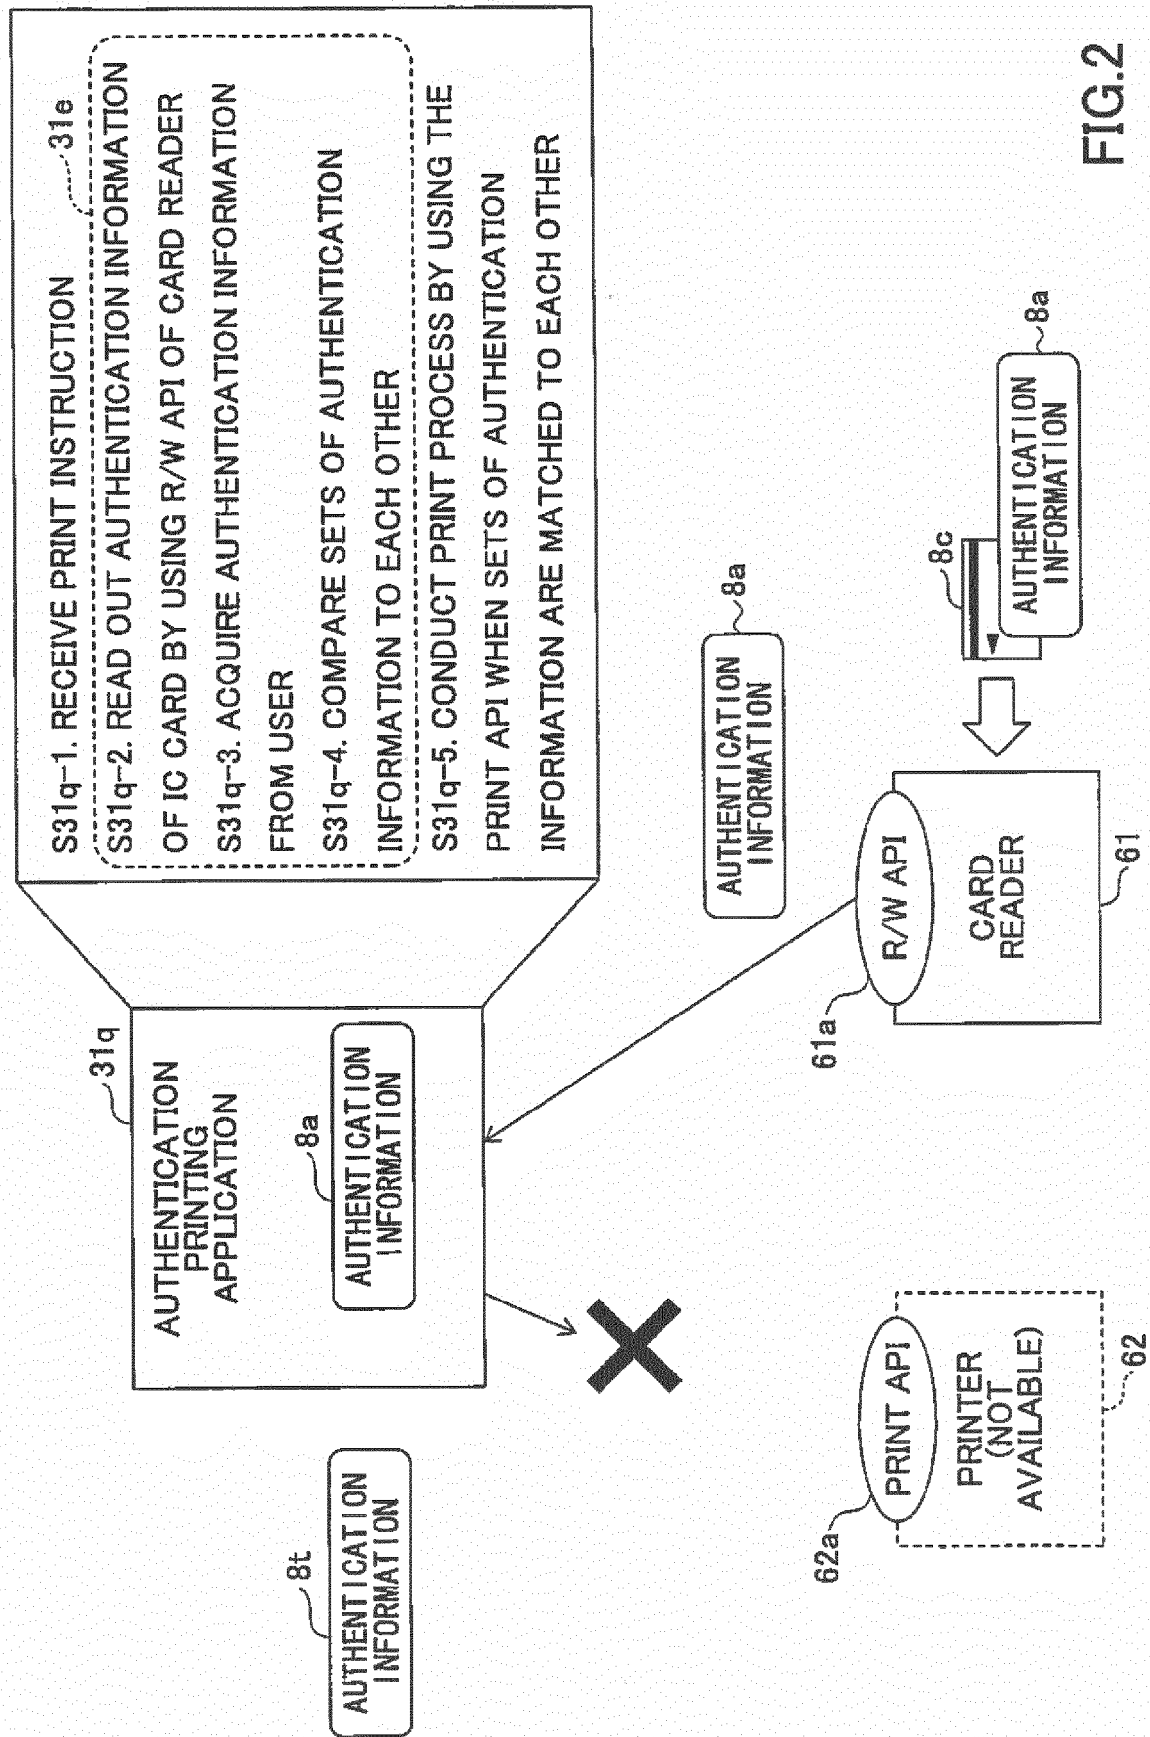 S31q-1. RECEIVE PRINT INSTRUCTION
31e
S31q-2. READ OUT AUTHENTICATION INFORMATION
OF IC CARD BY USING R/W API OF CARD READER
S31q-3. ACQUIRE AUTHENTICATION INFORMATION
FROM USER
S31q-4. COMPARE SETS OF AUTHENTICATION
INFORMATION TO EACH OTHER
S31q-5. CONDUCT PRINT PROCESS BY USING THE
PRINT API WHEN SETS OF AUTHENTICATION
INFORMATION ARE MATCHED TO EACH OTHER
31q
AUTHENTICATION
PRINTING
APPLICATION
8a
AUTHENTICATION
INFORMATION
8t
AUTHENTICATION
INFORMATION
8a
AUTHENTICATION
INFORMATION
62a
PRINT API
PRINTER
(NOT
AVAILABLE)
62
61a
R/W API
CARD
READER
61
8c
8a
AUTHENTICATION
INFORMATION
FIG.2